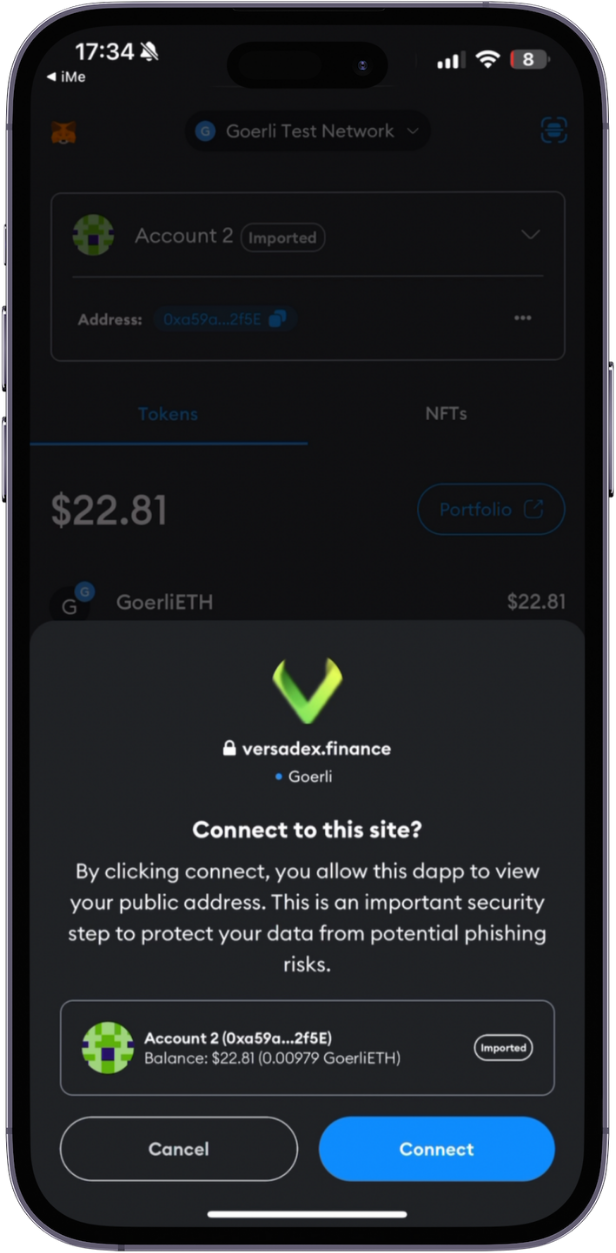 17:34
8
◀ iMe
G Goerli Test Network
Account 2 Imported
Address: 0xa59a...2f5E
Tokens NFTs
$22.81 Portfolio
G
G GoerliETH $22.81
versadex.finance
Goerli
Connect to this site?
By clicking connect, you allow this dapp to view
your public address. This is an important security
step to protect your data from potential phishing
risks.
Account 2 (0xa59a...2f5E)
Balance: $22.81 (0.00979 GoerliETH)
Imported
Cancel Connect